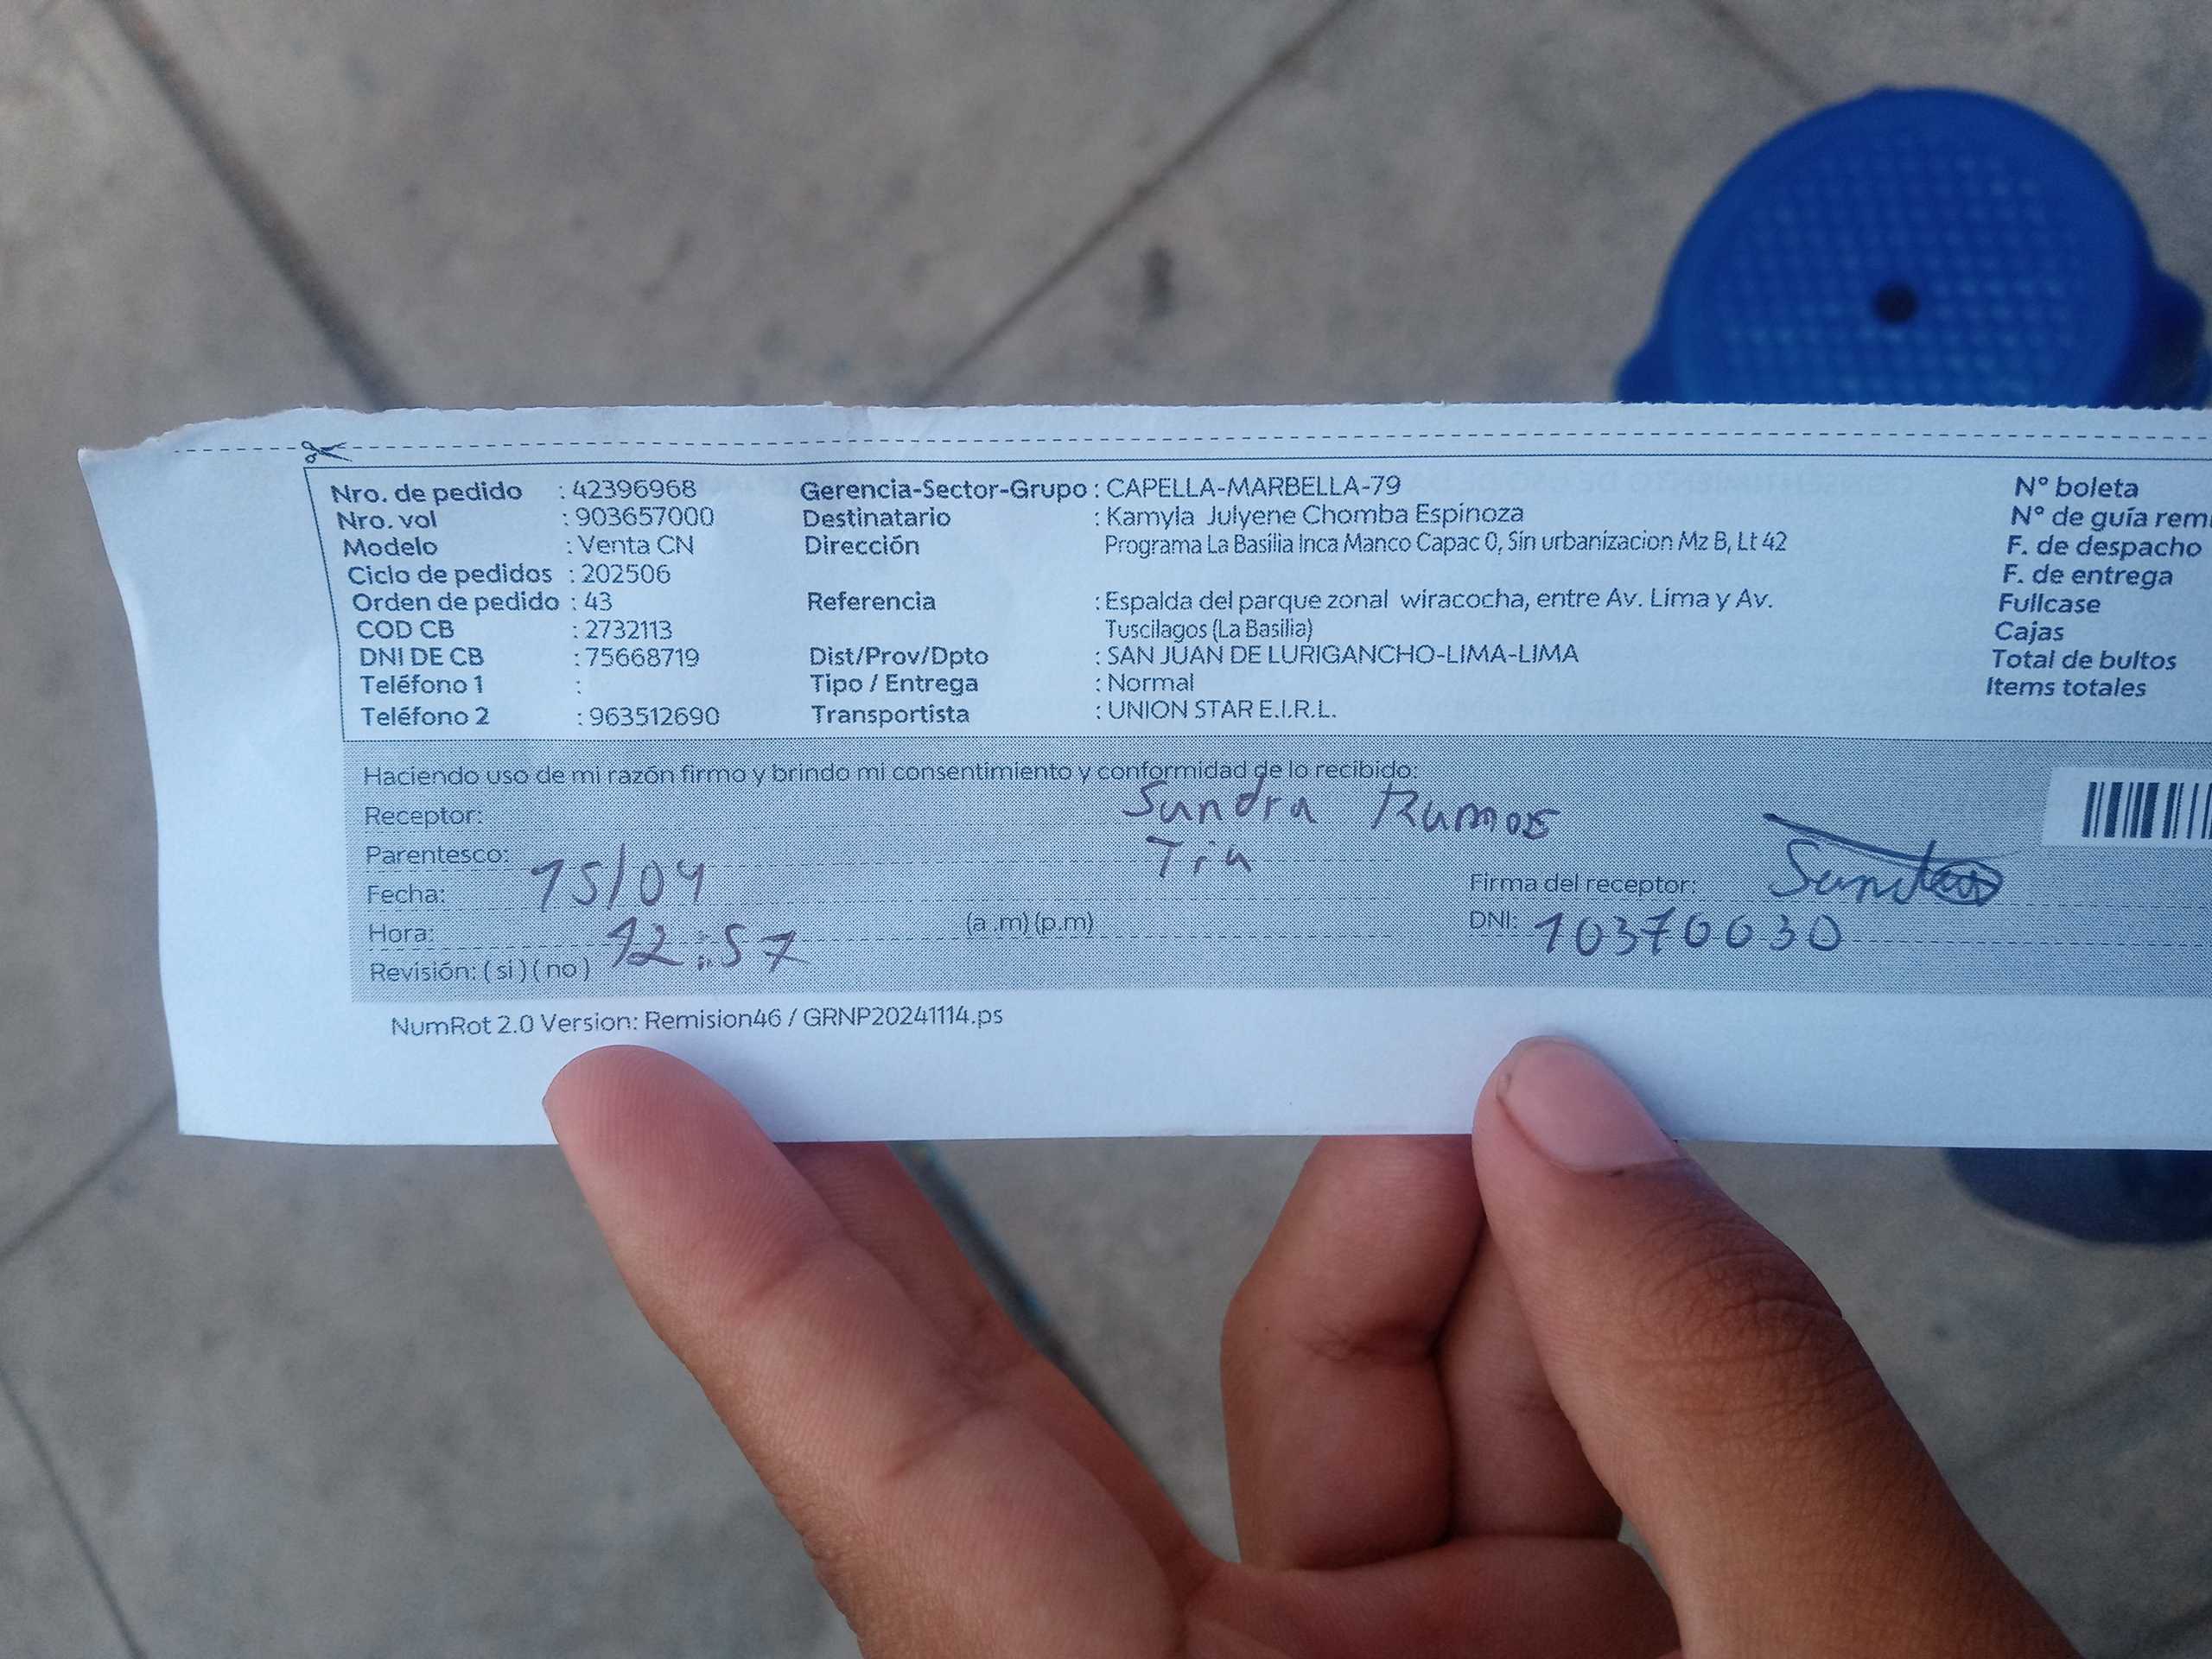 Nro. de pedido : 42396968
Nro. vol : 903657000
Modelo : Venta CN
Ciclo de pedidos : 202506
Orden de pedido : 43
COD CB : 2732113
DNI DE CB : 75668719
Teléfono 1 :
Teléfono 2 : 963512690
Gerencia-Sector-Grupo : CAPELLA-MARBELLA-79
Destinatario : Kamyla Julyene Chomba Espinoza
Dirección Programa La Basilia Inca Manco Capac 0, Sin urbanizacion Mz B, Lt 42
Referencia : Espalda del parque zonal wiracocha, entre Av. Lima y Av.
Tuscilagos (La Basilia)
Dist/Prov/Dpto : SAN JUAN DE LURIGANCHO-LIMA-LIMA
Tipo / Entrega : Normal
Transportista : UNION STAR E.I.R.L.
N° boleta
N° de guía remi
F. de despacho
F. de entrega
Fullcase
Cajas
Total de bultos
Items totales
Haciendo uso de mi razón firmo y brindo mi consentimiento y conformidad de lo recibido:
Receptor: Sandra Ramos
Parentesco: Tia
Fecha: 15/04
Hora: 12:57 (a .m) (p.m)
Revisión: ( si ) ( no )
Firma del receptor:
DNI: 10370030
NumRot 2.0 Version: Remision46 / GRNP20241114.ps